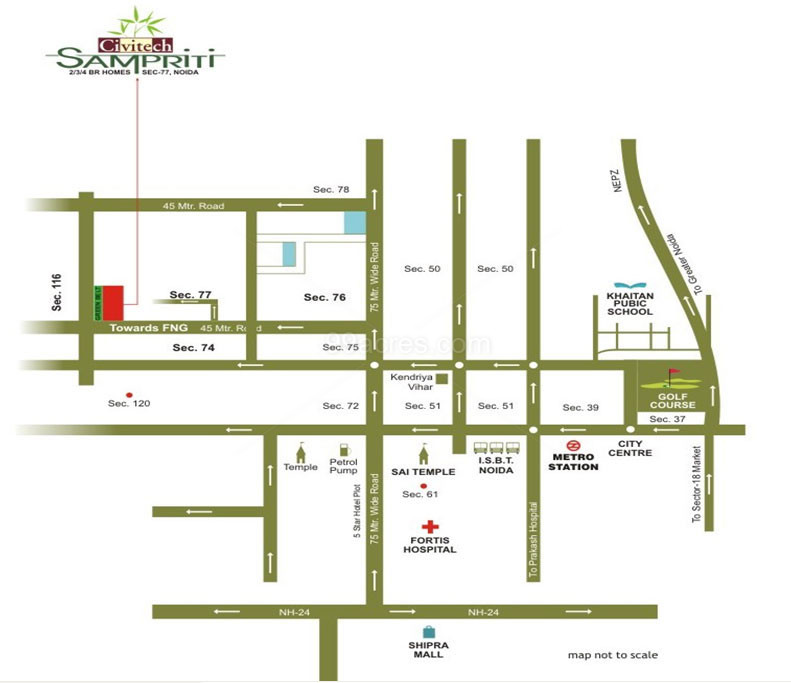 Civitech
SAMPRITI
2/3/4 BR HOMES SEC-77, NOIDA
Sec. 78
NEPZ
45 Mtr. Road
To Greater Noida
75 Mtr. Wide Road
Sec. 50
Sec. 50
Sec. 116
GREEN BELT
Sec. 77
Sec. 76
KHAITAN
PUBIC
SCHOOL
Towards FNG
45 Mtr. Road
99acres.com
Sec. 74
Sec. 75
Kendriya
Vihar
GOLF
COURSE
Sec. 120
Sec. 72
Sec. 51
Sec. 51
Sec. 39
Sec. 37
Temple
Petrol
Pump
SAI TEMPLE
I.S.B.T.
NOIDA
METRO
STATION
CITY
CENTRE
5 Star Hotel Plot
75 Mtr. Wide Road
Sec. 61
To Prakash Hospital
To Sector-18 Market
FORTIS
HOSPITAL
NH-24
NH-24
SHIPRA
MALL
map not to scale